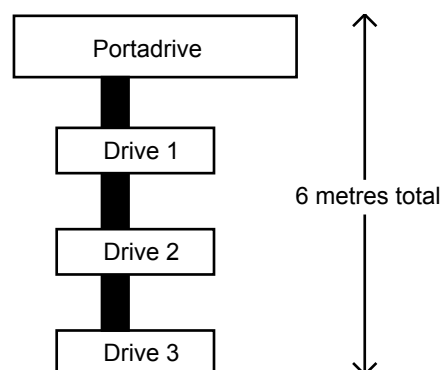 Portadrive
Drive 1
6 metres total
Drive 2
Drive 3